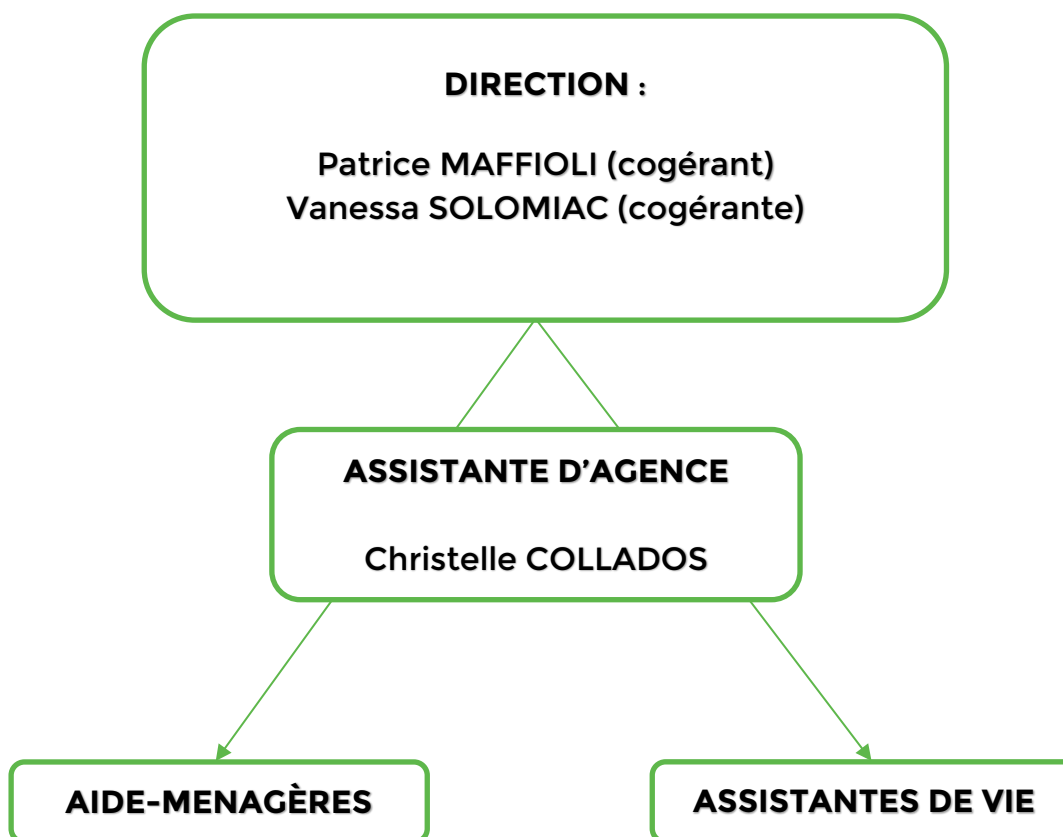 DIRECTION :
Patrice MAFFIOLI (cogérant)
Vanessa SOLOMIAC (cogérante)
ASSISTANTE D’AGENCE
Christelle COLLADOS
AIDE-MENAGÈRES
ASSISTANTES DE VIE